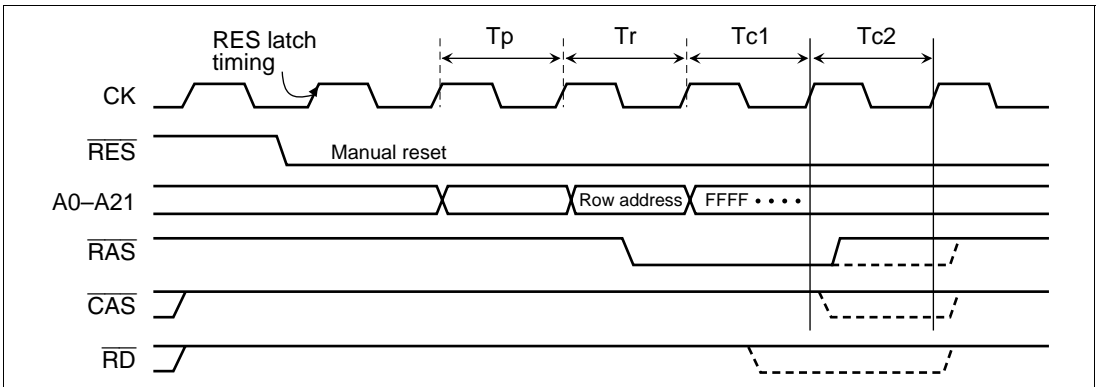 RES latch
timing
Tp
Tr
Tc1
Tc2
CK
RES
Manual reset
A0–A21
Row address
FFFF • • • •
RAS
CAS
RD